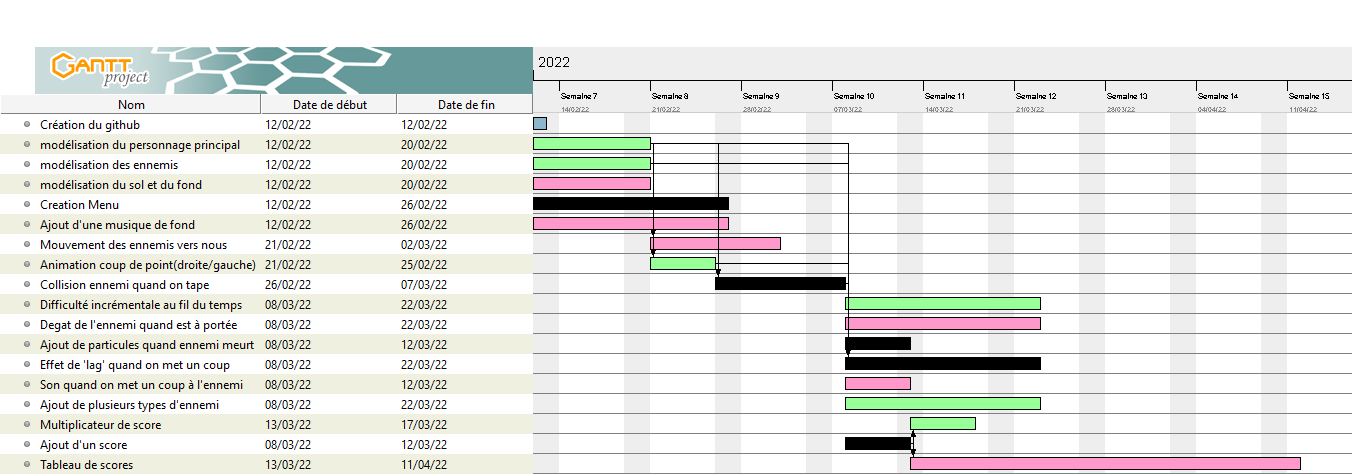 GANTT project
2022
Semaine 7 Semaine 8 Semaine 9 Semaine 10 Semaine 11 Semaine 12 Semaine 13 Semaine 14 Semaine 15
14/02/22 21/02/22 28/02/22 07/03/22 14/03/22 21/03/22 28/03/22 04/04/22 11/04/22
Nom Date de début Date de fin
Création du github 12/02/22 12/02/22
modélisation du personnage principal 12/02/22 20/02/22
modélisation des ennemis 12/02/22 20/02/22
modélisation du sol et du fond 12/02/22 20/02/22
Creation Menu 12/02/22 26/02/22
Ajout d'une musique de fond 12/02/22 26/02/22
Mouvement des ennemis vers nous 21/02/22 02/03/22
Animation coup de point(droite/gauche) 21/02/22 25/02/22
Collision ennemi quand on tape 26/02/22 07/03/22
Difficulté incrémentale au fil du temps 08/03/22 22/03/22
Degat de l'ennemi quand est à portée 08/03/22 22/03/22
Ajout de particules quand ennemi meurt 08/03/22 12/03/22
Effet de 'lag' quand on met un coup 08/03/22 22/03/22
Son quand on met un coup à l'ennemi 08/03/22 12/03/22
Ajout de plusieurs types d'ennemi 08/03/22 22/03/22
Multiplicateur de score 13/03/22 17/03/22
Ajout d'un score 08/03/22 12/03/22
Tableau de scores 13/03/22 11/04/22